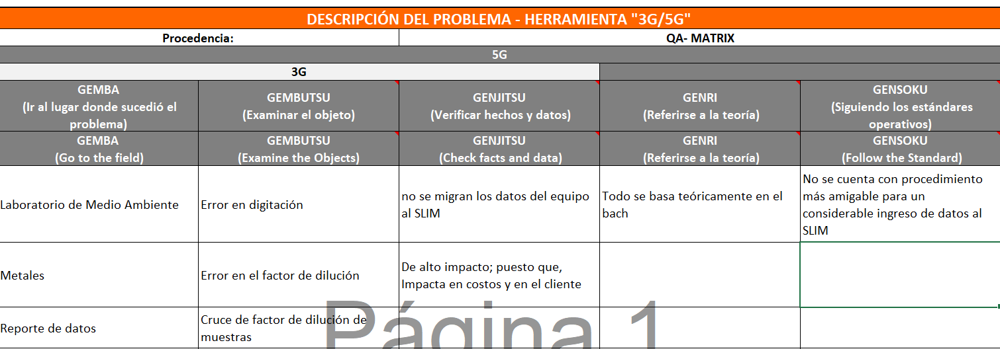 DESCRIPCIÓN DEL PROBLEMA - HERRAMIENTA "3G/5G"
Procedencia:
QA- MATRIX
5G
3G
GEMBA
(Ir al lugar donde sucedió el
problema)
GEMBUTSU
(Examinar el objeto)
GENJITSU
(Verificar hechos y datos)
GENRI
(Referirse a la teoría)
GENSOKU
(Siguiendo los estándares
operativos)
GEMBA
(Go to the field)
GEMBUTSU
(Examine the Objects)
GENJITSU
(Check facts and data)
GENRI
(Referirse a la teoría)
GENSOKU
(Follow the Standard)
Laboratorio de Medio Ambiente
Error en digitación
no se migran los datos del equipo
al SLIM
Todo se basa teóricamente en el
bach
No se cuenta con procedimiento
más amigable para un
considerable ingreso de datos al
SLIM
Metales
Error en el factor de dilución
De alto impacto; puesto que,
Impacta en costos y en el cliente
Reporte de datos
Cruce de factor de dilución de
muestras
Página 1